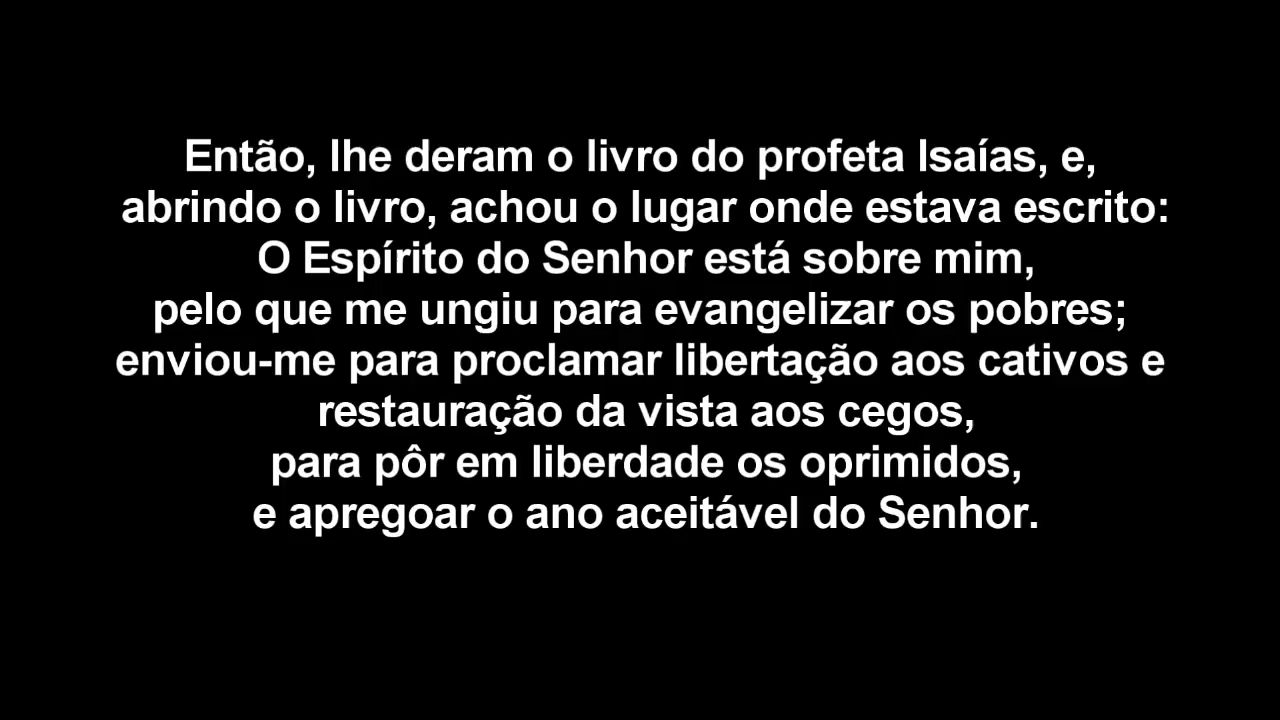 Então, lhe deram o livro do profeta Isaías, e,
abrindo o livro, achou o lugar onde estava escrito:
O Espírito do Senhor está sobre mim,
pelo que me ungiu para evangelizar os pobres;
enviou-me para proclamar libertação aos cativos e
restauração da vista aos cegos,
para pôr em liberdade os oprimidos,
e apregoar o ano aceitável do Senhor.